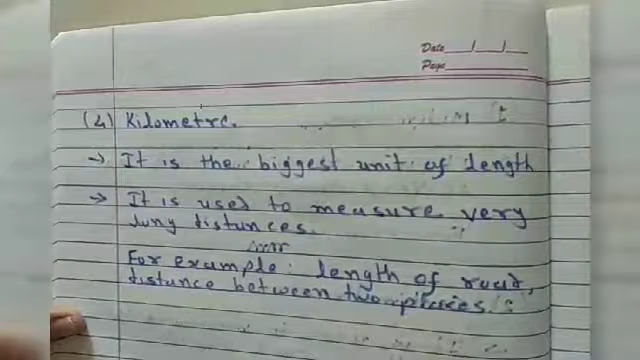 Date / /
Page
(4) Kilometre.
→ It is the biggest unit of length
→ It is used to measure very
long distances.
For example: length of road,
distance between two places.